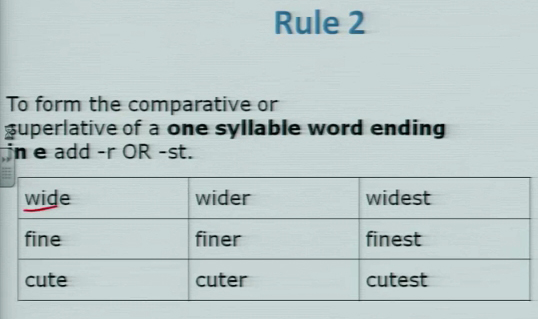 Rule 2
To form the comparative or
superlative of a one syllable word ending
in e add -r OR -st.
wide wider widest
fine finer finest
cute cuter cutest